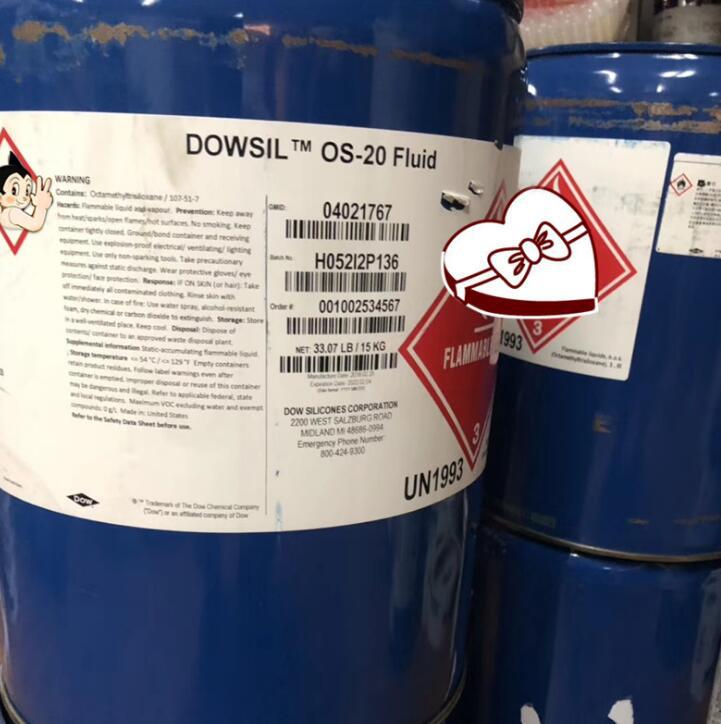 DOWSIL™ OS-20 Fluid
WARNING
Contains: Octamethyltrisiloxane / 107-51-7
Hazards: Flammable liquid and vapour. Prevention: Keep away
from heat/sparks/open flames/hot surfaces. No smoking. Keep
container tightly closed. Ground/bond container and receiving
equipment. Use explosion-proof electrical/ ventilating/ lighting
equipment. Use only non-sparking tools. Take precautionary
measures against static discharge. Wear protective gloves/ eye
protection/ face protection. Response: IF ON SKIN (or hair): Take
off immediately all contaminated clothing. Rinse skin with
water/shower. In case of fire: Use water spray, alcohol-resistant
foam, dry chemical or carbon dioxide to extinguish. Storage: Store
in a well-ventilated place. Keep cool. Disposal: Dispose of
contents/ container to an approved waste disposal plant.
Supplemental information: Static-accumulating flammable liquid.
Storage temperature <= 54 °C / <= 129 °F Empty containers
retain product residues. Follow label warnings even after
container is emptied. Improper disposal or reuse of this container
may be dangerous and illegal. Refer to applicable federal, state
and local regulations. Maximum VOC excluding water and exempt
compounds: 0 g/L Made in: United States
Refer to the Safety Data Sheet before use.
GMID:
04021767
Batch No.:
H052I2P136
Order #:
001002534567
NET: 33.07 LB / 15 KG
DOW SILICONES CORPORATION
2200 WEST SALZBURG ROAD
MIDLAND MI 48686-0994
Emergency Phone Number:
800-424-9300
FLAMMABL
3
UN1993
DOW
®™ Trademark of The Dow Chemical Company
("Dow") or an affiliated company of Dow
3
1993
Flammable liquids, n.o.s
(Octamethyltrisiloxane), 3, III